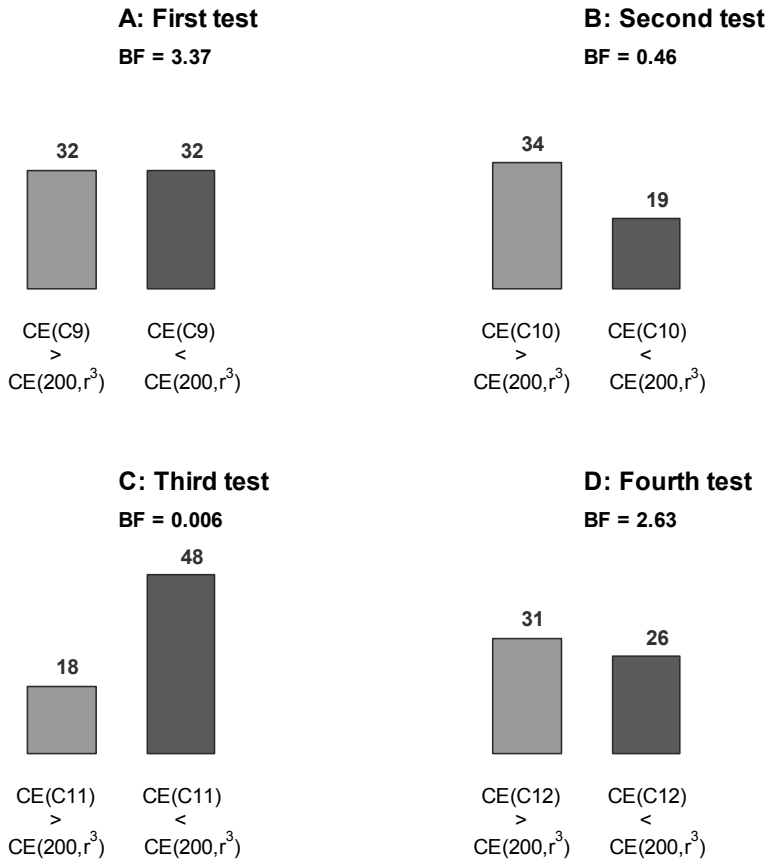 A: First test
BF = 3.37
32 32
CE(C9) CE(C9)
> <
CE(200,r³) CE(200,r³)
B: Second test
BF = 0.46
34 19
CE(C10) CE(C10)
> <
CE(200,r³) CE(200,r³)
C: Third test
BF = 0.006
18 48
CE(C11) CE(C11)
> <
CE(200,r³) CE(200,r³)
D: Fourth test
BF = 2.63
31 26
CE(C12) CE(C12)
> <
CE(200,r³) CE(200,r³)